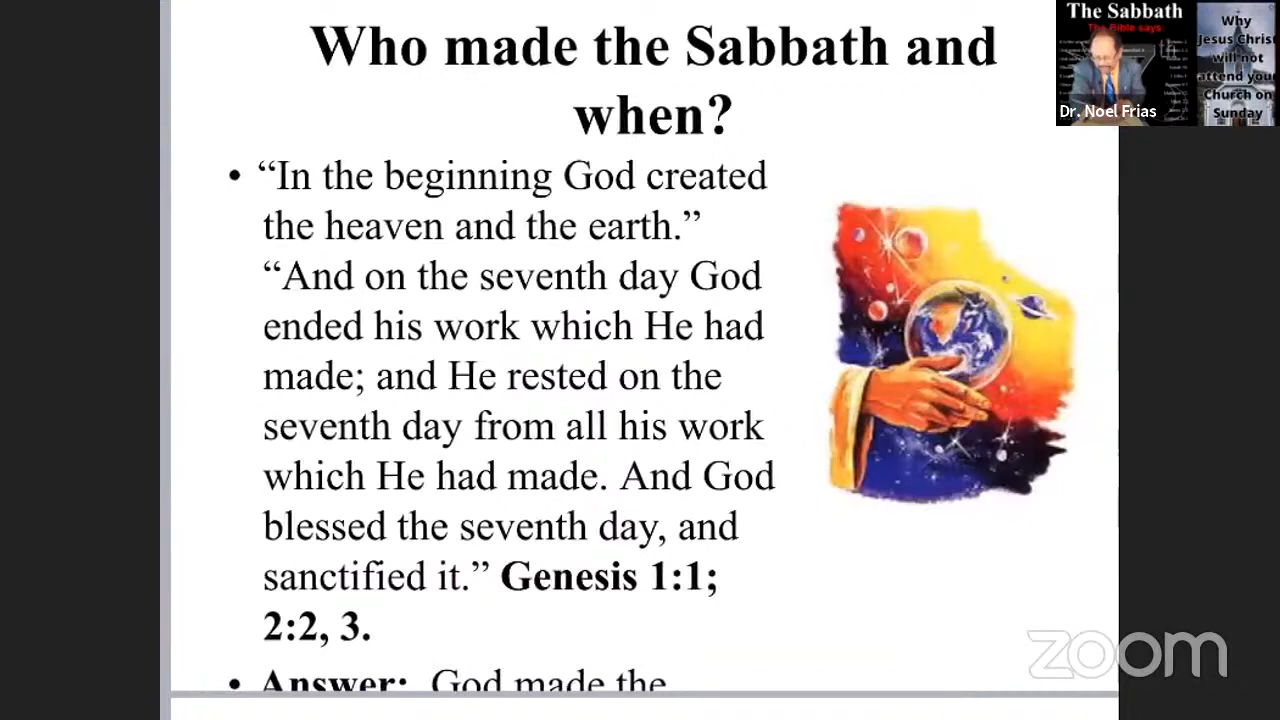 Who made the Sabbath and
when?
• “In the beginning God created
the heaven and the earth.”
“And on the seventh day God
ended his work which He had
made; and He rested on the
seventh day from all his work
which He had made. And God
blessed the seventh day, and
sanctified it.” Genesis 1:1;
2:2, 3.
• Answer: God made the
The Sabbath
The Bible says:
Dr. Noel Frias
Why
Jesus Christ
will not
attend your
Church on
Sunday
zoom